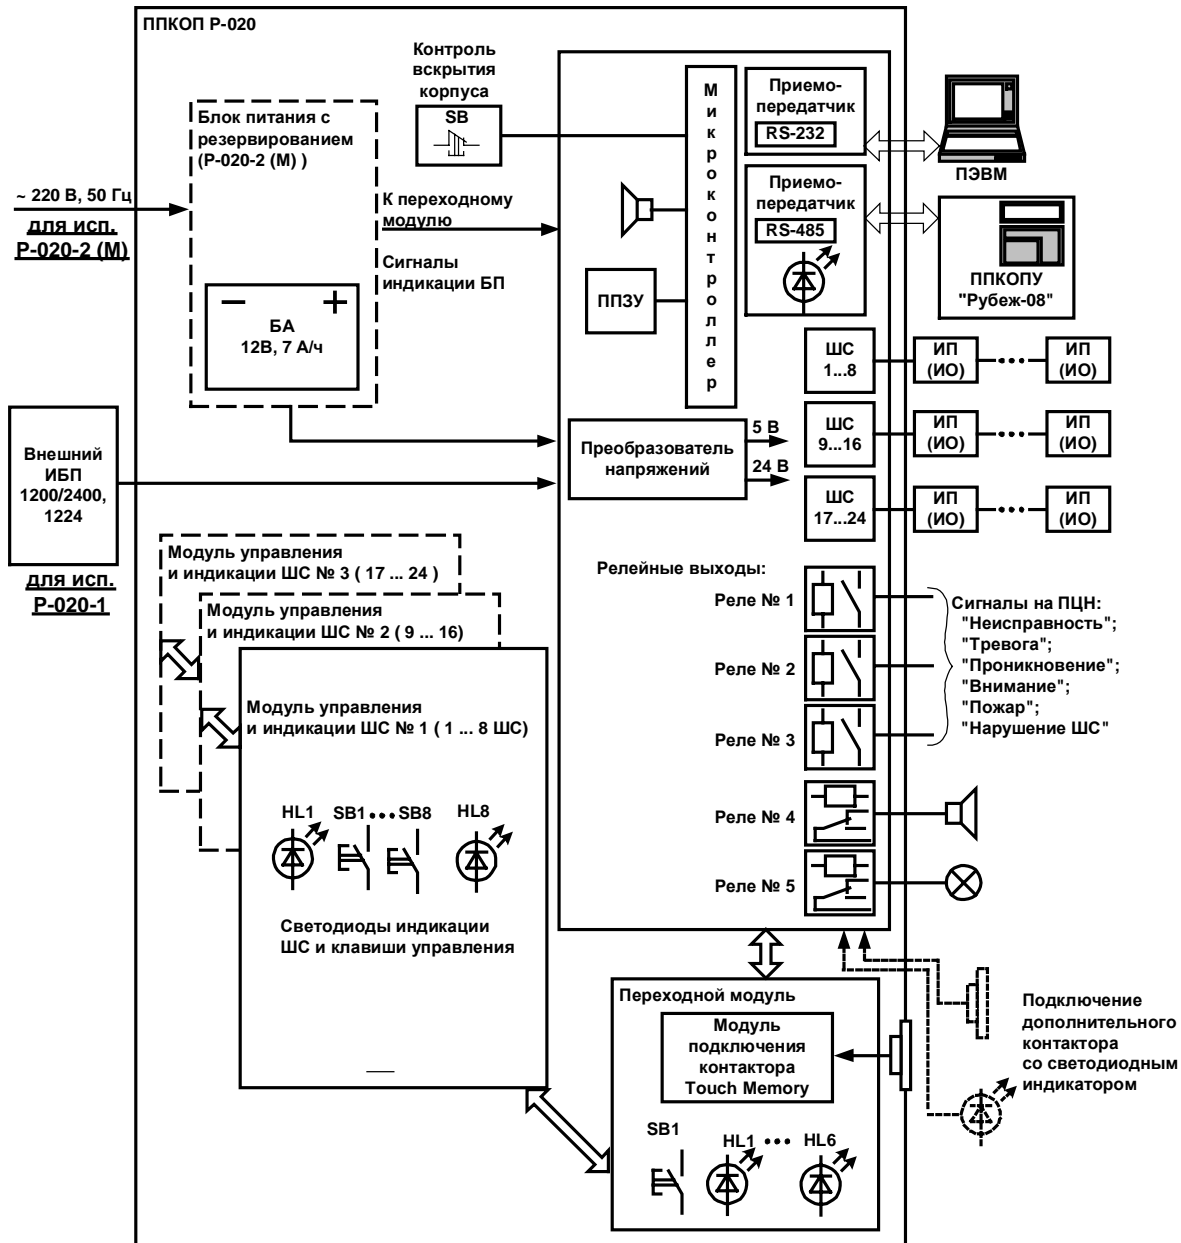 ППКОП Р-020
Контроль
вскрытия
корпуса
SB
Блок питания с
резервированием
(Р-020-2 (М) )
~ 220 В, 50 Гц
для исп.
Р-020-2 (М)
К переходному
модулю
Сигналы
индикации БП
БА
12В, 7 А/ч
Внешний
ИБП
1200/2400,
1224
для исп.
Р-020-1
Микроконтроллер
ППЗУ
Приемо-
передатчик
RS-232
Приемо-
передатчик
RS-485
ПЭВМ
ППКОПУ
"Рубеж-08"
ШС
1...8
ИП
(ИО)
ИП
(ИО)
ШС
9...16
ИП
(ИО)
ИП
(ИО)
ШС
17...24
ИП
(ИО)
ИП
(ИО)
Преобразователь
напряжений
5 В
24 В
Релейные выходы:
Реле № 1
Реле № 2
Реле № 3
Реле № 4
Реле № 5
Сигналы на ПЦН:
"Неисправность";
"Тревога";
"Проникновение";
"Внимание";
"Пожар";
"Нарушение ШС"
Модуль управления
и индикации ШС № 3 ( 17 ... 24 )
Модуль управления
и индикации ШС № 2 ( 9 ... 16)
Модуль управления
и индикации ШС № 1 ( 1 ... 8 ШС)
HL1 SB1 SB8 HL8
Светодиоды индикации
ШС и клавиши управления
Переходной модуль
Модуль
подключения
контактора
Touch Memory
SB1 HL1 HL6
Подключение
дополнительного
контактора
со светодиодным
индикатором